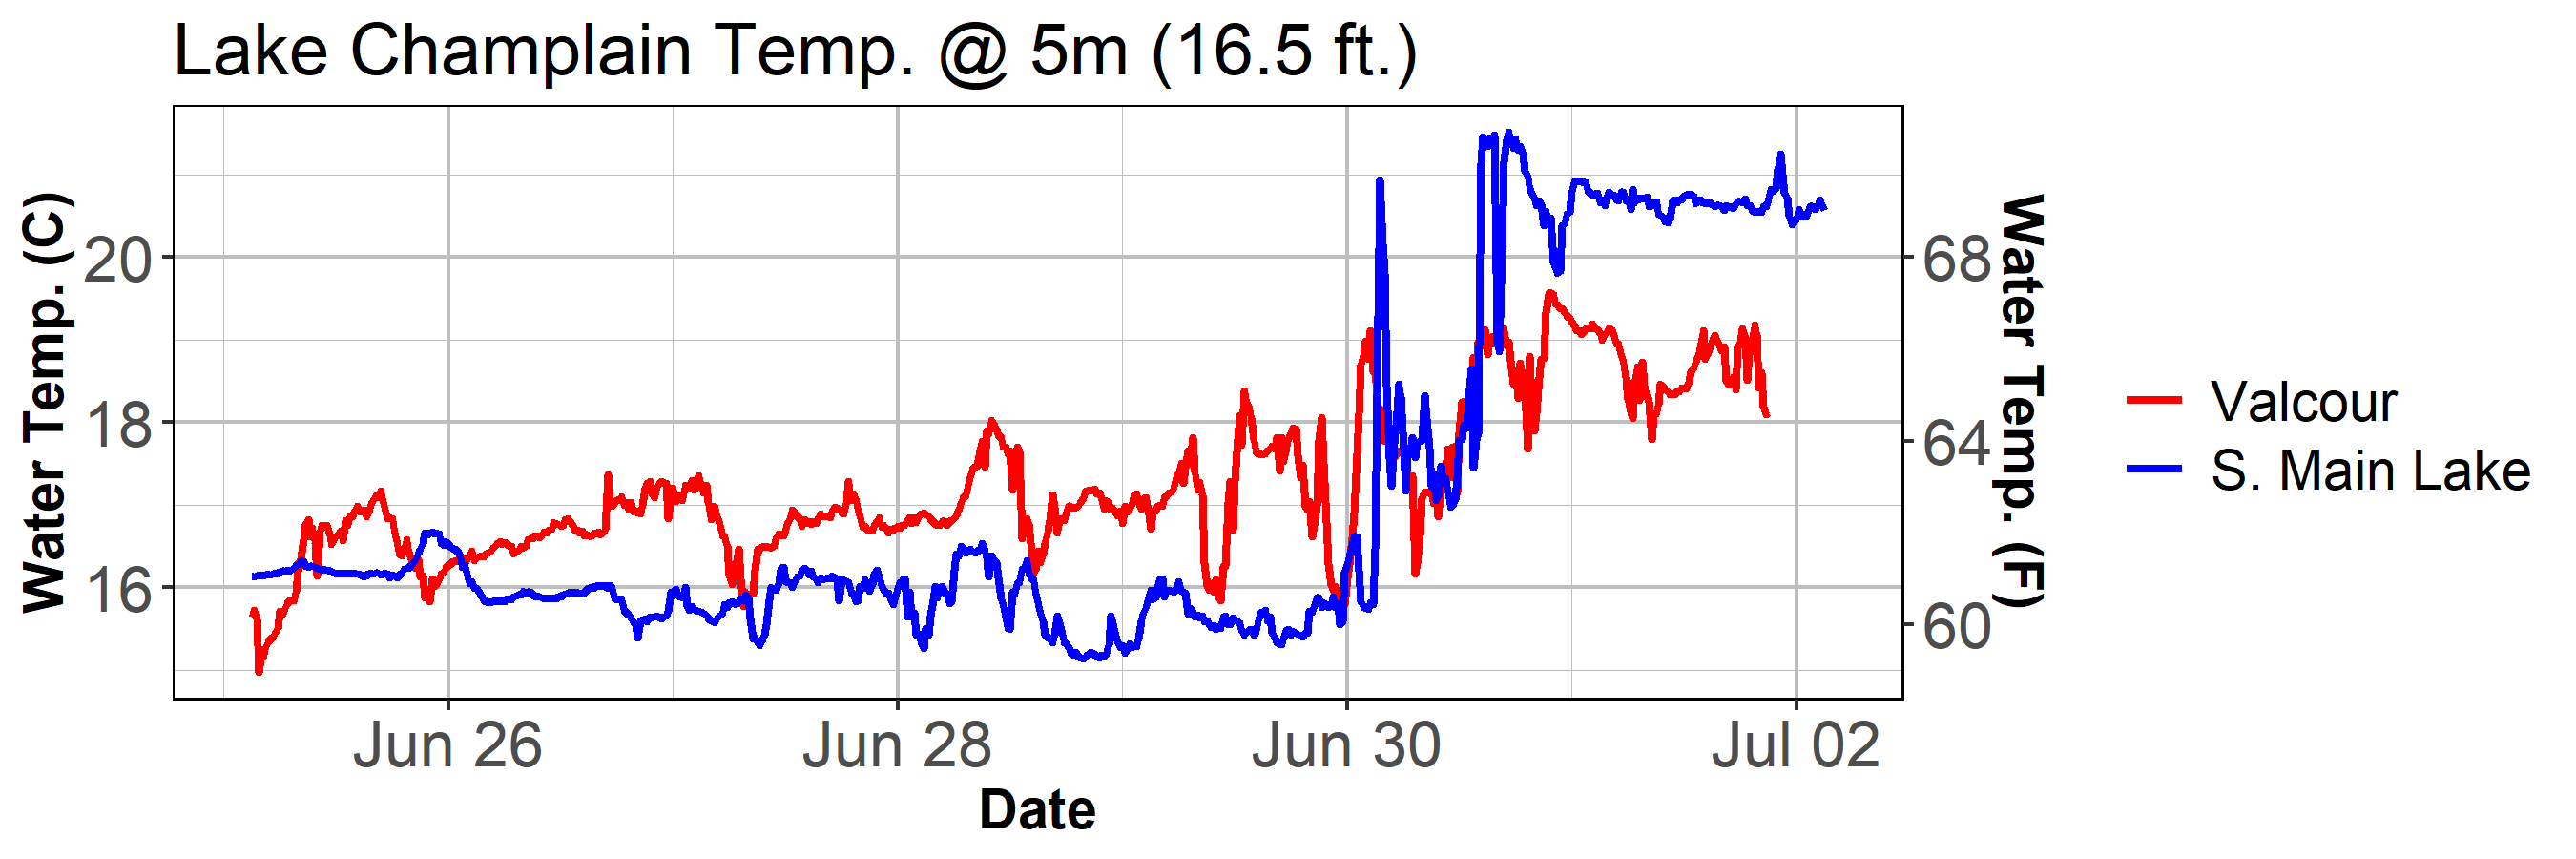 Lake Champlain Temp. @ 5m (16.5 ft.)
Water Temp. (C)
20
18
16
68
64
60
Water Temp. (F)
Jun 26
Jun 28
Jun 30
Jul 02
Date
Valcour
S. Main Lake